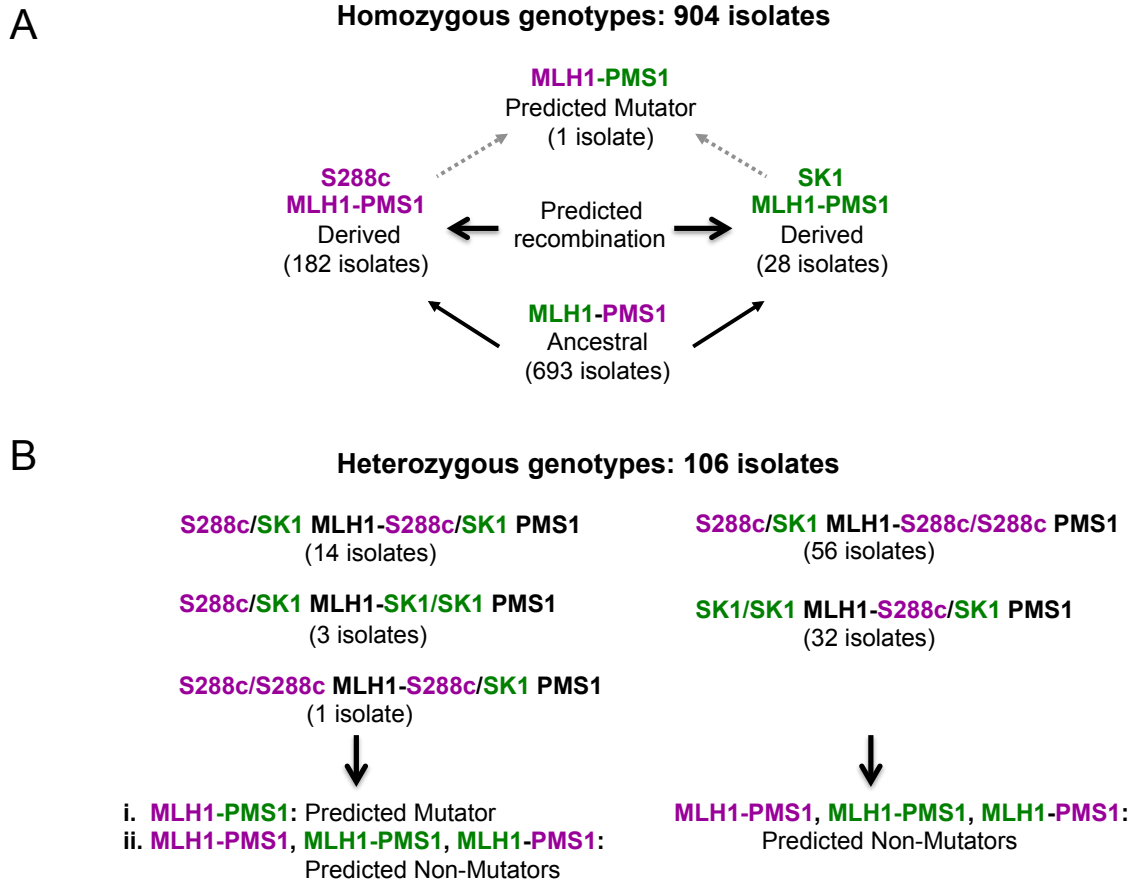 A
Homozygous genotypes: 904 isolates
MLH1-PMS1
Predicted Mutator
(1 isolate)
S288c
MLH1-PMS1
Derived
(182 isolates)
Predicted
recombination
SK1
MLH1-PMS1
Derived
(28 isolates)
MLH1-PMS1
Ancestral
(693 isolates)
B
Heterozygous genotypes: 106 isolates
S288c/SK1 MLH1-S288c/SK1 PMS1
(14 isolates)
S288c/SK1 MLH1-SK1/SK1 PMS1
(3 isolates)
S288c/S288c MLH1-S288c/SK1 PMS1
(1 isolate)
i. MLH1-PMS1: Predicted Mutator
ii. MLH1-PMS1, MLH1-PMS1, MLH1-PMS1:
Predicted Non-Mutators
S288c/SK1 MLH1-S288c/S288c PMS1
(56 isolates)
SK1/SK1 MLH1-S288c/SK1 PMS1
(32 isolates)
MLH1-PMS1, MLH1-PMS1, MLH1-PMS1:
Predicted Non-Mutators